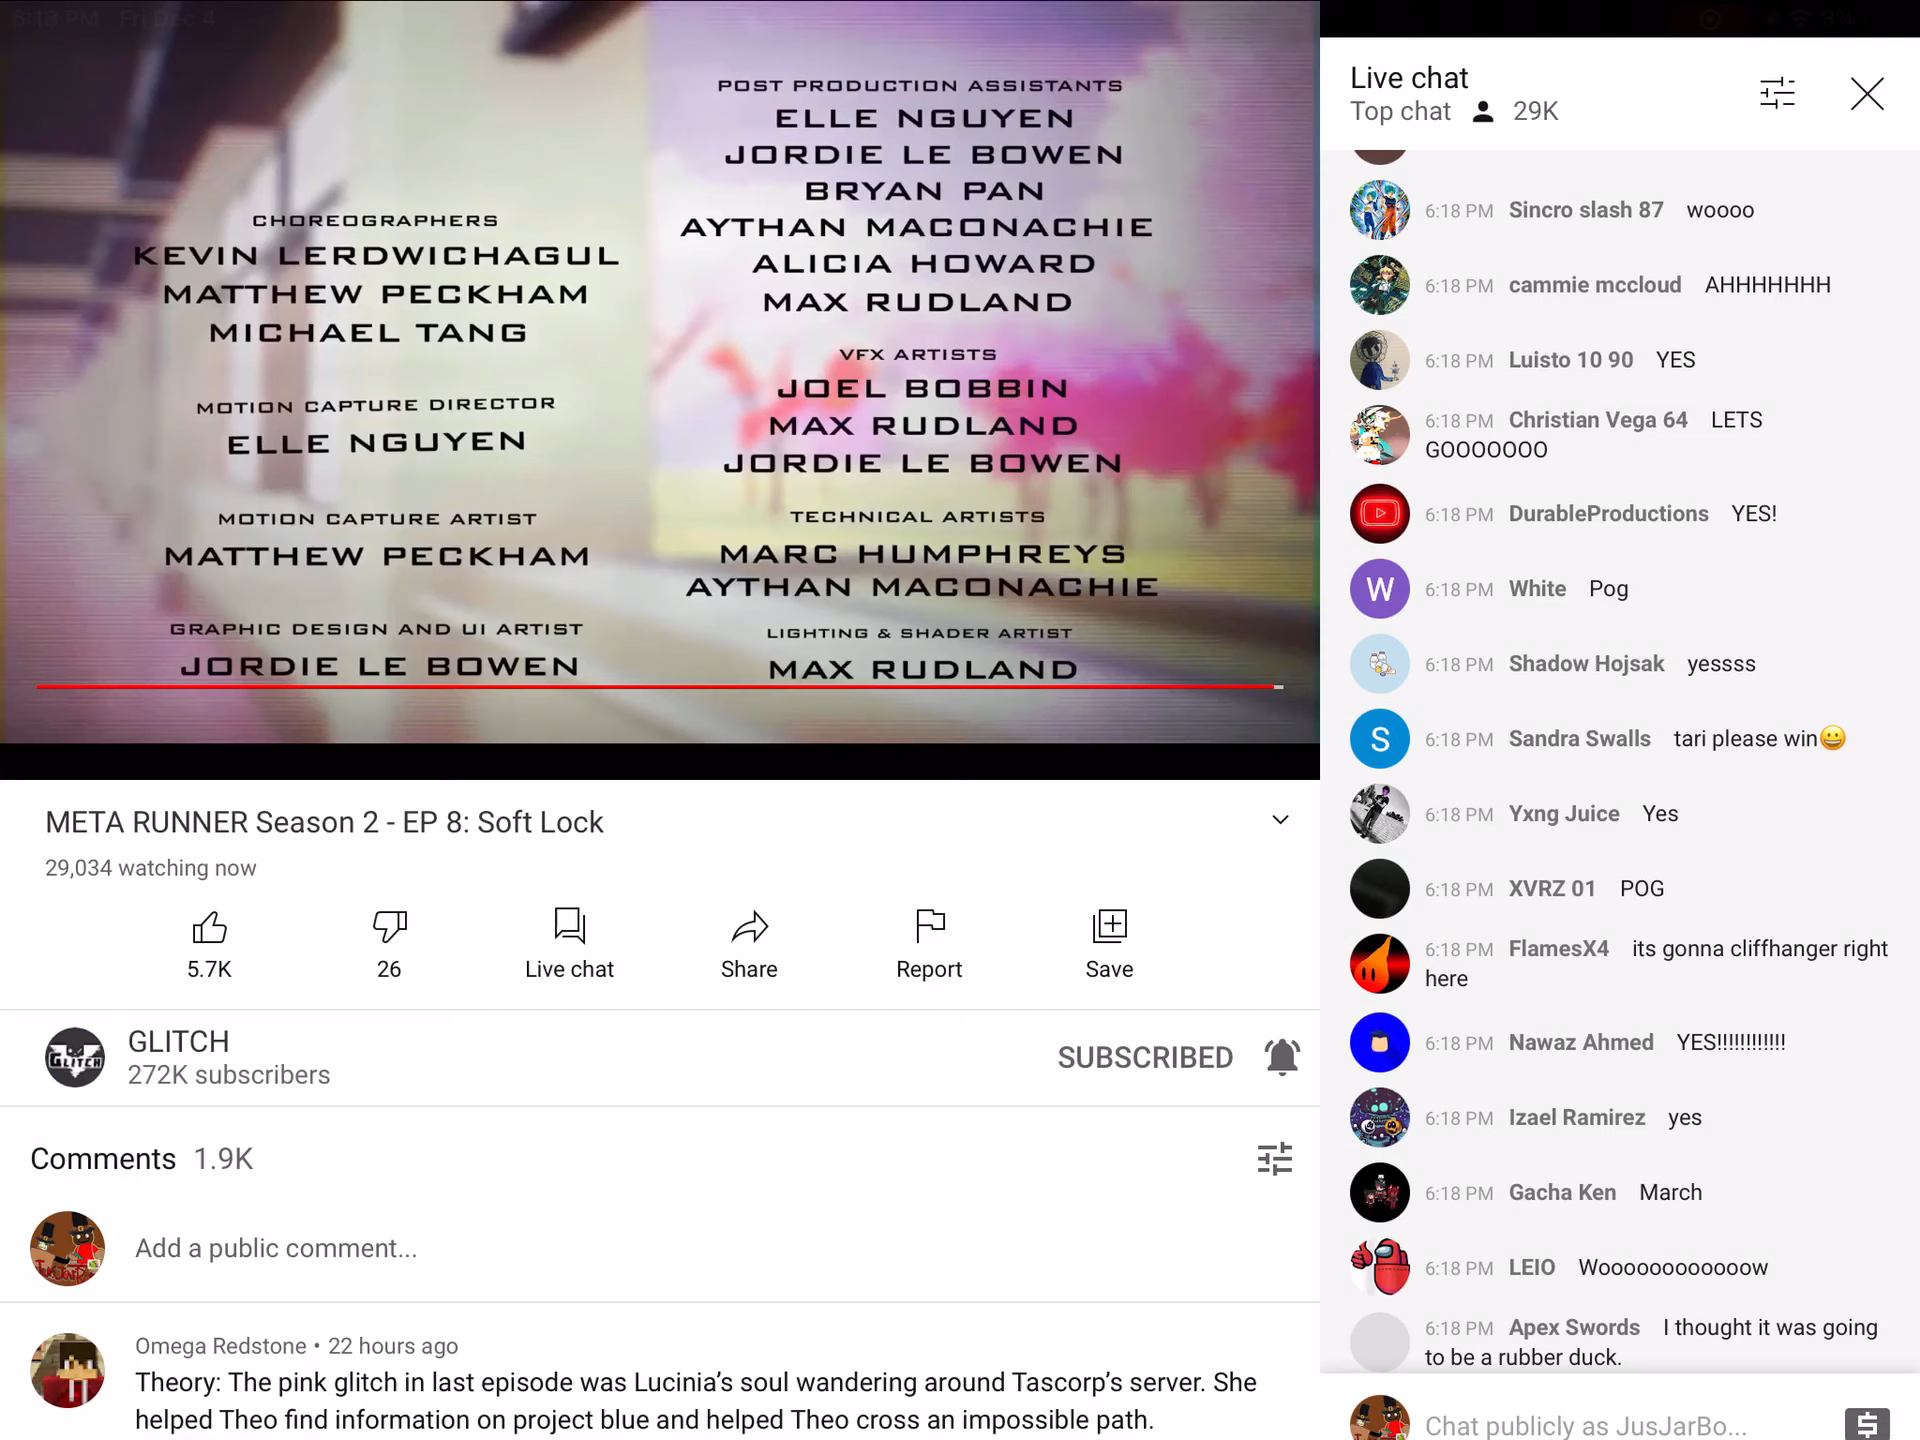 6:18 PM Fri Dec 4
CHOREOGRAPHERS
KEVIN LERDWICHAGUL
MATTHEW PECKHAM
MICHAEL TANG
MOTION CAPTURE DIRECTOR
ELLE NGUYEN
MOTION CAPTURE ARTIST
MATTHEW PECKHAM
GRAPHIC DESIGN AND UI ARTIST
JORDIE LE BOWEN
POST PRODUCTION ASSISTANTS
ELLE NGUYEN
JORDIE LE BOWEN
BRYAN PAN
AYTHAN MACONACHIE
ALICIA HOWARD
MAX RUDLAND
VFX ARTISTS
JOEL BOBBIN
MAX RUDLAND
JORDIE LE BOWEN
TECHNICAL ARTISTS
MARC HUMPHREYS
AYTHAN MACONACHIE
LIGHTING & SHADER ARTIST
MAX RUDLAND
META RUNNER Season 2 - EP 8: Soft Lock
29,034 watching now
5.7K 26 Live chat Share Report Save
GLITCH
GLITCH
272K subscribers
SUBSCRIBED
Comments 1.9K
Add a public comment...
Omega Redstone • 22 hours ago
Theory: The pink glitch in last episode was Lucinia’s soul wandering around Tascorp’s server. She
helped Theo find information on project blue and helped Theo cross an impossible path.
Live chat
Top chat 29K
6:18 PM Sincro slash 87 woooo
6:18 PM cammie mccloud AHHHHHHH
6:18 PM Luisto 10 90 YES
6:18 PM Christian Vega 64 LETS
GOOOOOOO
6:18 PM DurableProductions YES!
W 6:18 PM White Pog
6:18 PM Shadow Hojsak yessss
S 6:18 PM Sandra Swalls tari please win😀
6:18 PM Yxng Juice Yes
6:18 PM XVRZ 01 POG
6:18 PM FlamesX4 its gonna cliffhanger right
here
6:18 PM Nawaz Ahmed YES!!!!!!!!!!!!
6:18 PM Izael Ramirez yes
6:18 PM Gacha Ken March
6:18 PM LEIO Woooooooooooow
6:18 PM Apex Swords I thought it was going
to be a rubber duck.
Chat publicly as JusJarBo...